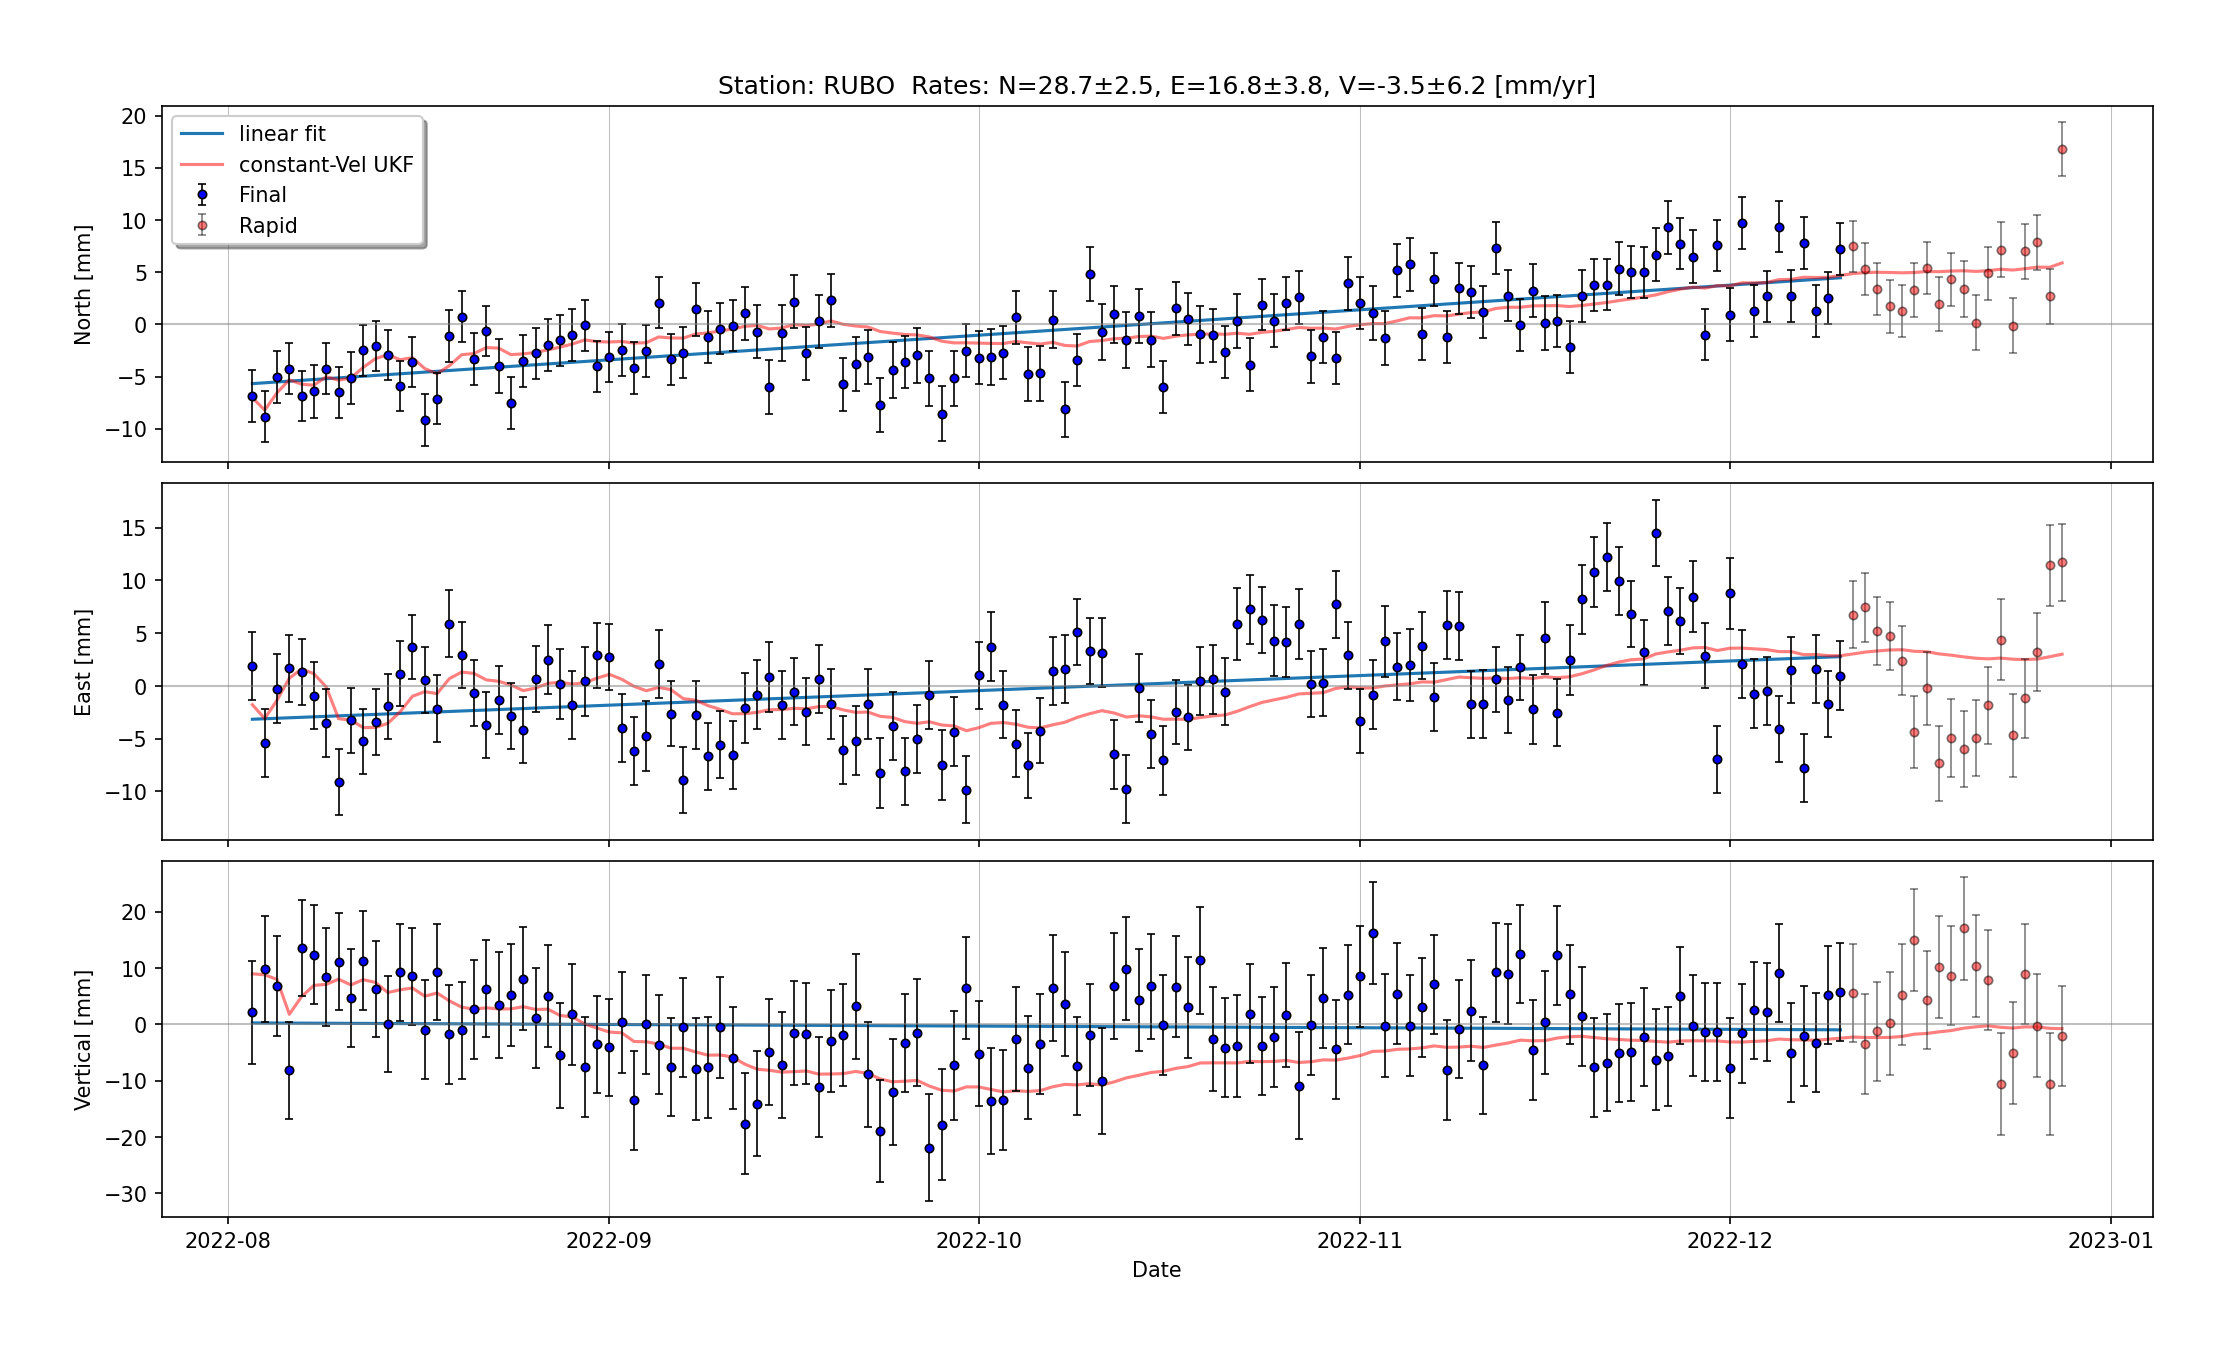 Station: RUBO  Rates: N=28.7±2.5, E=16.8±3.8, V=-3.5±6.2 [mm/yr]
linear fit
constant-Vel UKF
Final
Rapid
North [mm]
20
15
10
5
0
−5
−10
East [mm]
15
10
5
0
−5
−10
Vertical [mm]
20
10
0
−10
−20
−30
2022-08 2022-09 2022-10 2022-11 2022-12 2023-01
Date